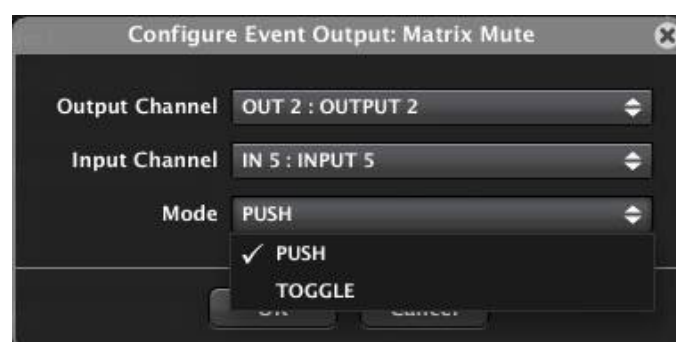 Configure Event Output: Matrix Mute
Output Channel OUT 2 : OUTPUT 2
Input Channel IN 5 : INPUT 5
Mode PUSH
✓ PUSH
TOGGLE